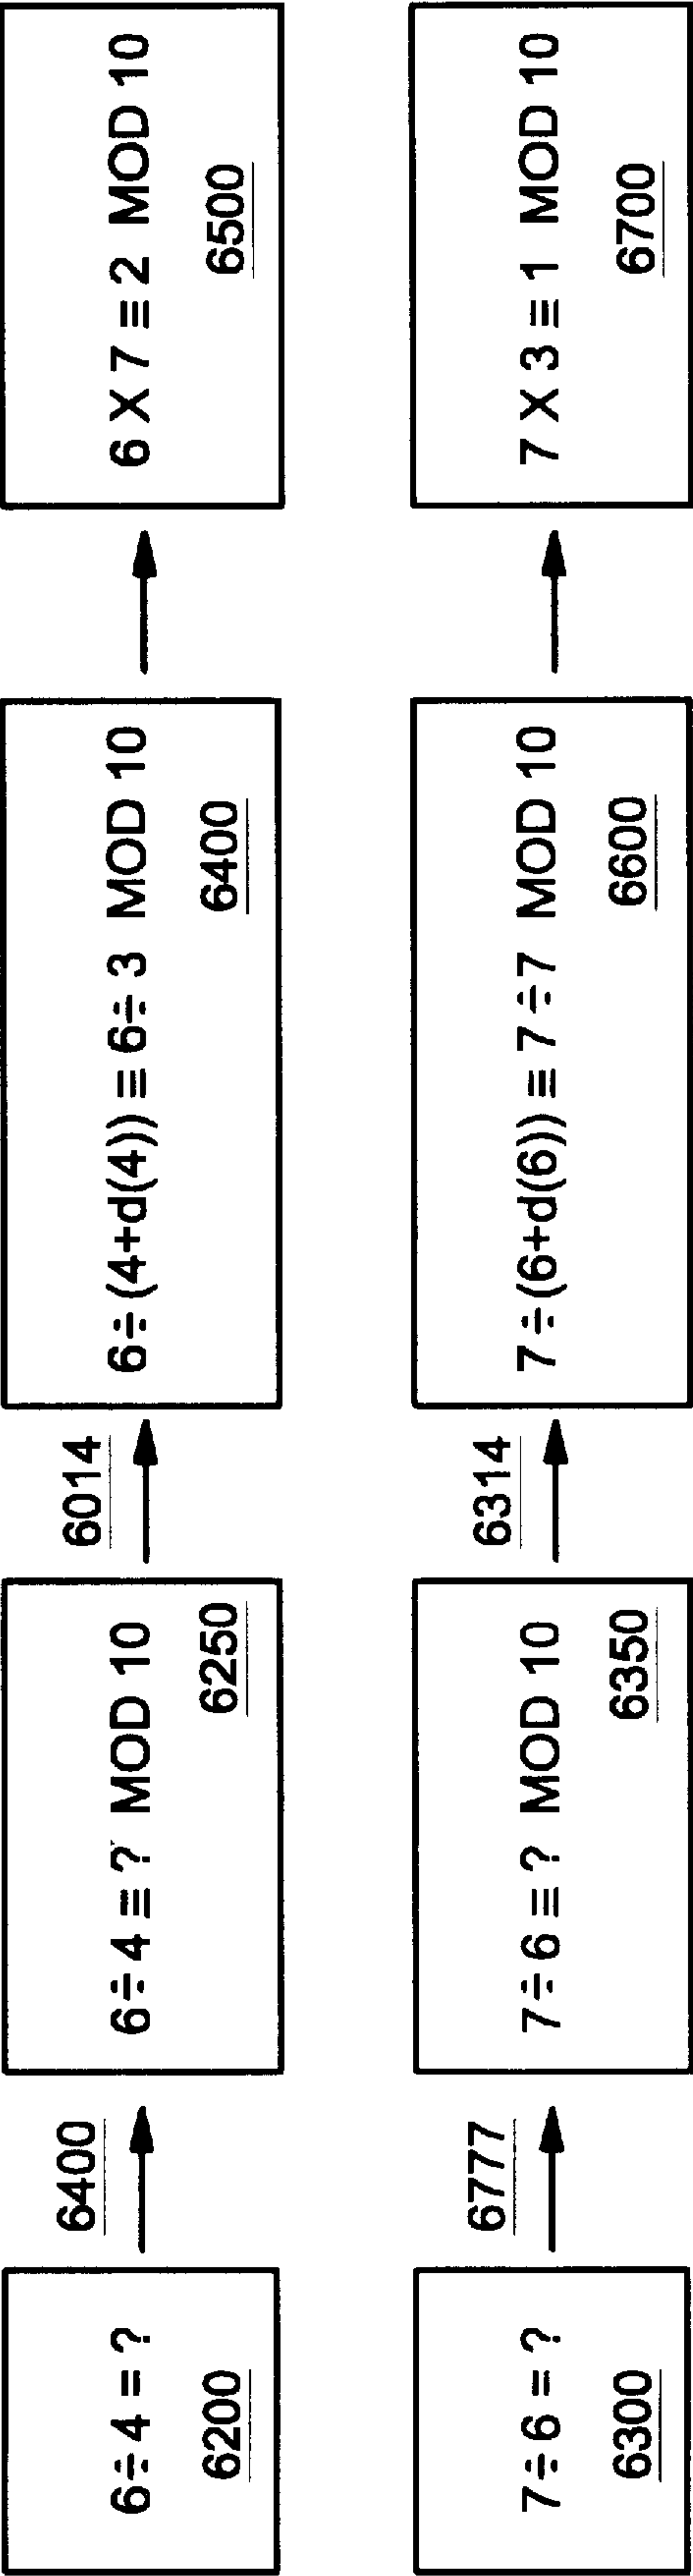 6÷4 = ?
6200
6400
6÷4 ≡ ? MOD 10
6250
6014
6÷(4+d(4)) ≡ 6÷3 MOD 10
6400
6 X 7 ≡ 2 MOD 10
6500
7÷6 = ?
6300
6777
7÷6 ≡ ? MOD 10
6350
6314
7÷(6+d(6)) ≡ 7÷7 MOD 10
6600
7 X 3 ≡ 1 MOD 10
6700